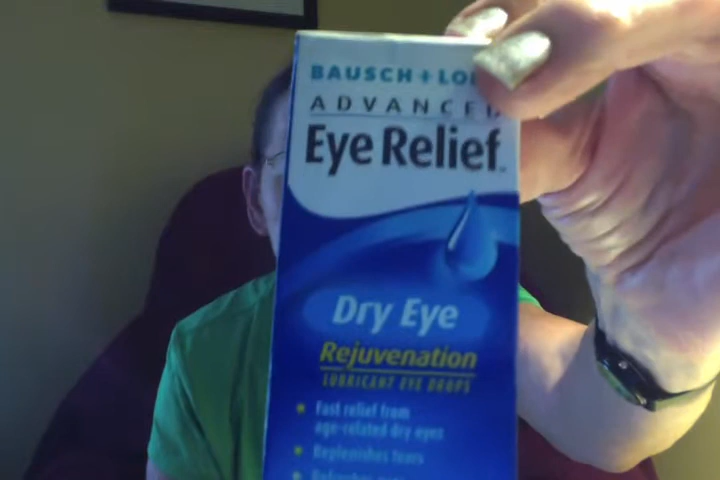 BAUSCH + LO
ADVANCED
Eye Relief
Dry Eye
Rejuvenation
LUBRICANT EYE DROPS
Fast relief from
age-related dry eyes
Replenishes tears